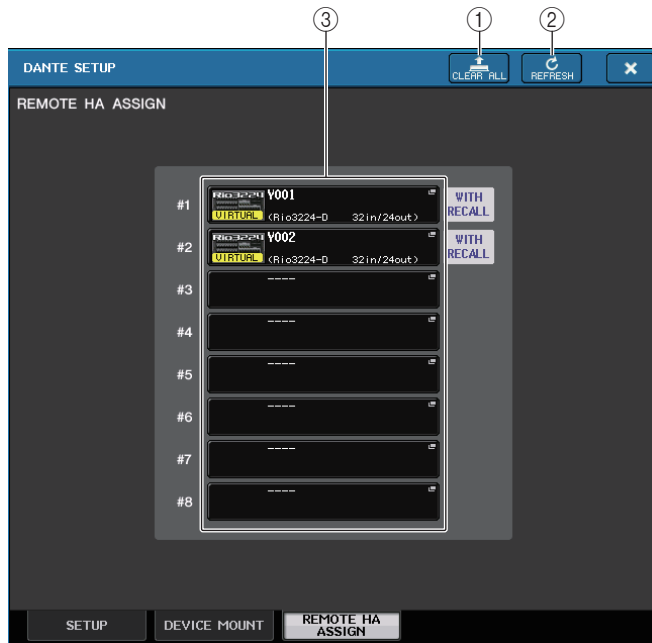 ③ ① ②
DANTE SETUP CLEAR ALL REFRESH ×
REMOTE HA ASSIGN
#1 Rio3224 VIRTUAL Y001 (Rio3224-D 32in/24out) WITH RECALL
#2 Rio3224 VIRTUAL Y002 (Rio3224-D 32in/24out) WITH RECALL
#3 ----
#4 ----
#5 ----
#6 ----
#7 ----
#8 ----
SETUP DEVICE MOUNT REMOTE HA ASSIGN